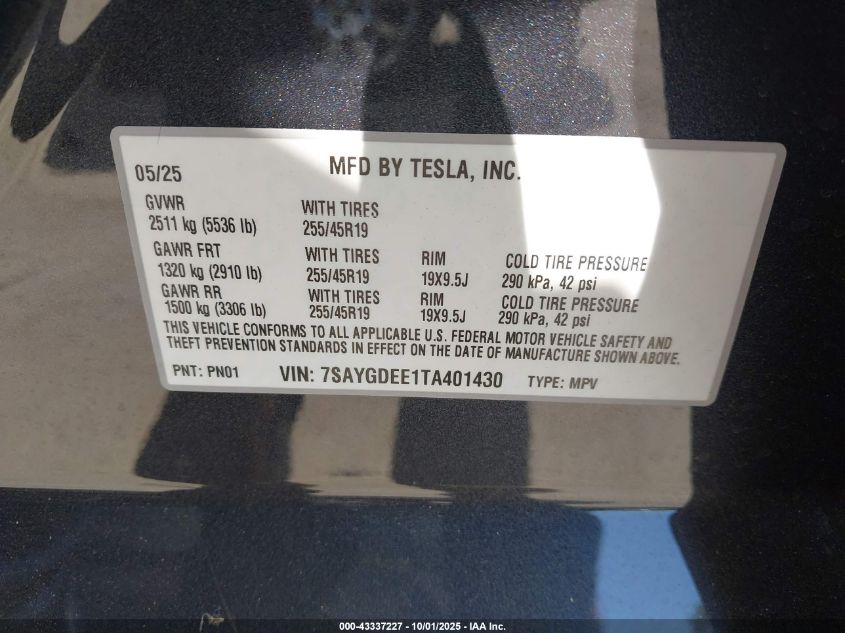 05/25 MFD BY TESLA, INC.
GVWR
2511 kg (5536 lb) WITH TIRES 255/45R19
GAWR FRT
1320 kg (2910 lb) WITH TIRES 255/45R19 RIM 19X9.5J COLD TIRE PRESSURE 290 kPa, 42 psi
GAWR RR
1500 kg (3306 lb) WITH TIRES 255/45R19 RIM 19X9.5J COLD TIRE PRESSURE 290 kPa, 42 psi
THIS VEHICLE CONFORMS TO ALL APPLICABLE U.S. FEDERAL MOTOR VEHICLE SAFETY AND
THEFT PREVENTION STANDARDS IN EFFECT ON THE DATE OF MANUFACTURE SHOWN ABOVE.
PNT: PN01 VIN: 7SAYGDEE1TA401430 TYPE: MPV
000-43337227 - 10/01/2025 - IAA Inc.